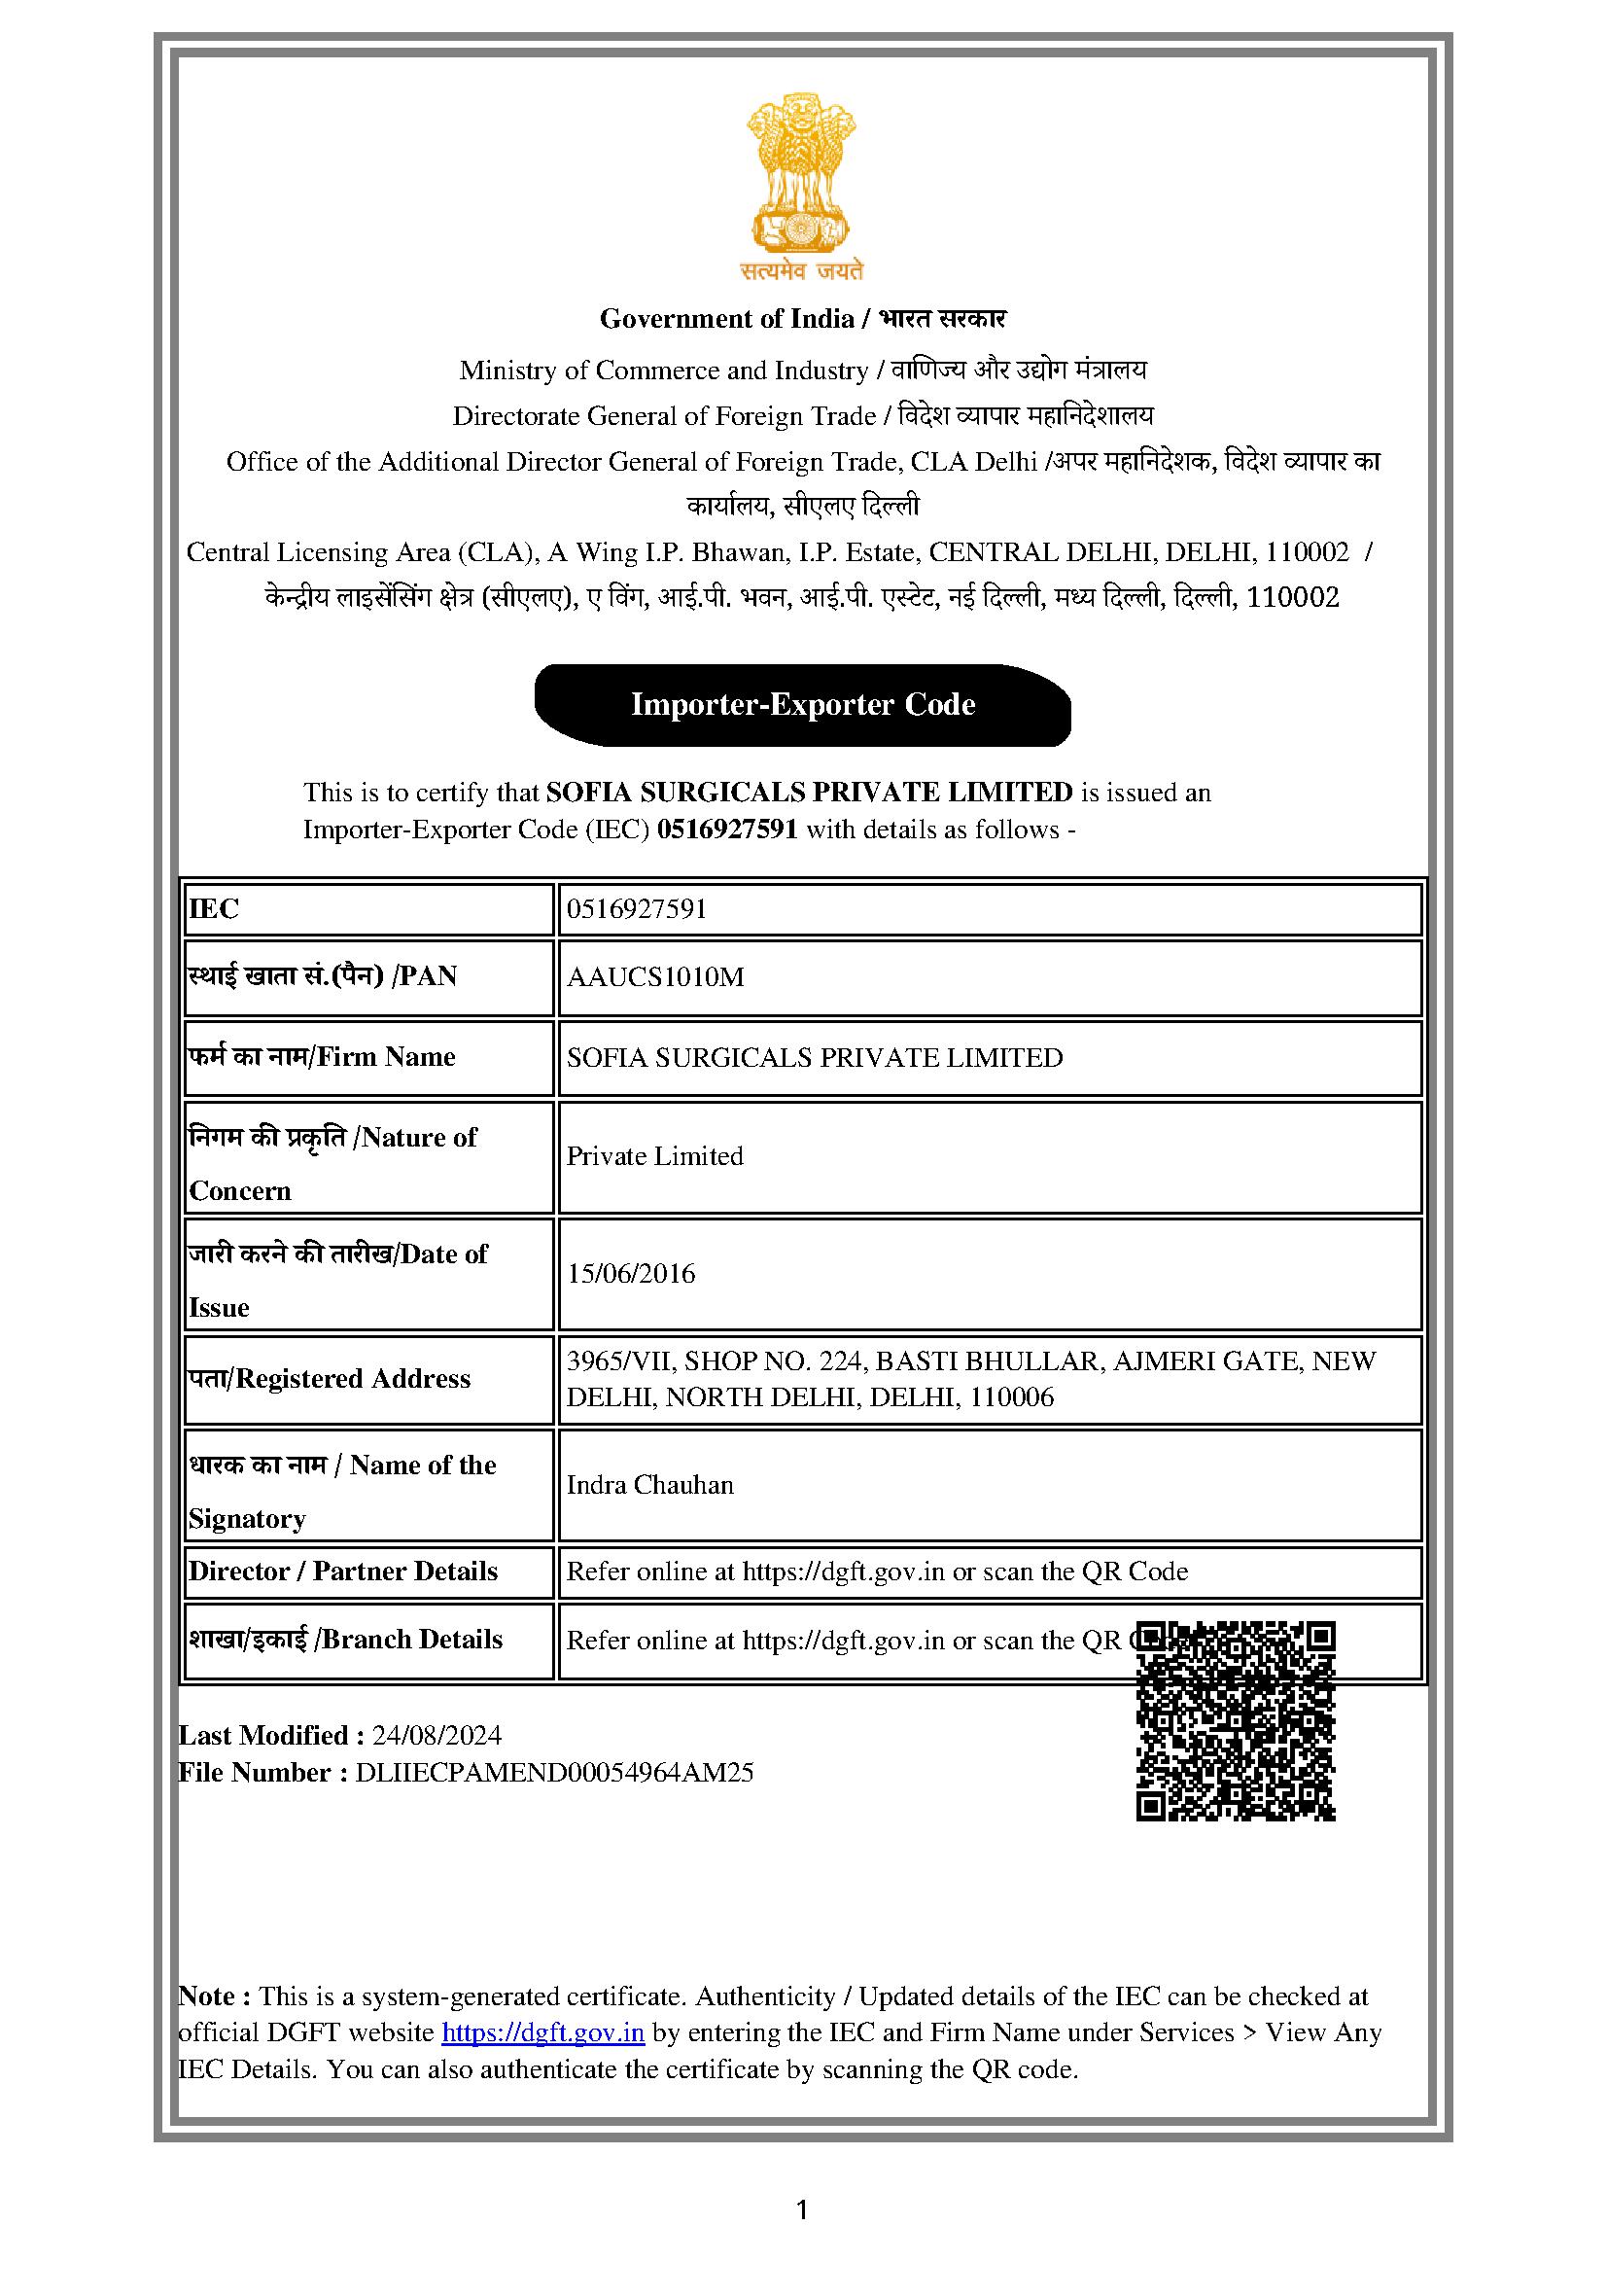 सत्यमेव जयते
Government of India / भारत सरकार
Ministry of Commerce and Industry / वाणिज्य और उद्योग मंत्रालय
Directorate General of Foreign Trade / विदेश व्यापार महानिदेशालय
Office of the Additional Director General of Foreign Trade, CLA Delhi /अपर महानिदेशक, विदेश व्यापार का
कार्यालय, सीएलए दिल्ली
Central Licensing Area (CLA), A Wing I.P. Bhawan, I.P. Estate, CENTRAL DELHI, DELHI, 110002 /
केन्द्रीय लाइसेंसिंग क्षेत्र (सीएलए), ए विंग, आई.पी. भवन, आई.पी. एस्टेट, नई दिल्ली, मध्य दिल्ली, दिल्ली, 110002
Importer-Exporter Code
This is to certify that SOFIA SURGICALS PRIVATE LIMITED is issued an
Importer-Exporter Code (IEC) 0516927591 with details as follows -
IEC 0516927591
स्थाई खाता सं.(पैन) /PAN AAUCS1010M
फर्म का नाम/Firm Name SOFIA SURGICALS PRIVATE LIMITED
निगम की प्रकृति /Nature of
Concern
Private Limited
जारी करने की तारीख/Date of
Issue
15/06/2016
पता/Registered Address
3965/VII, SHOP NO. 224, BASTI BHULLAR, AJMERI GATE, NEW
DELHI, NORTH DELHI, DELHI, 110006
धारक का नाम / Name of the
Signatory
Indra Chauhan
Director / Partner Details Refer online at https://dgft.gov.in or scan the QR Code
शाखा/इकाई /Branch Details Refer online at https://dgft.gov.in or scan the QR
Last Modified : 24/08/2024
File Number : DLIIECPAMEND00054964AM25
Note : This is a system-generated certificate. Authenticity / Updated details of the IEC can be checked at
official DGFT website https://dgft.gov.in by entering the IEC and Firm Name under Services > View Any
IEC Details. You can also authenticate the certificate by scanning the QR code.
1